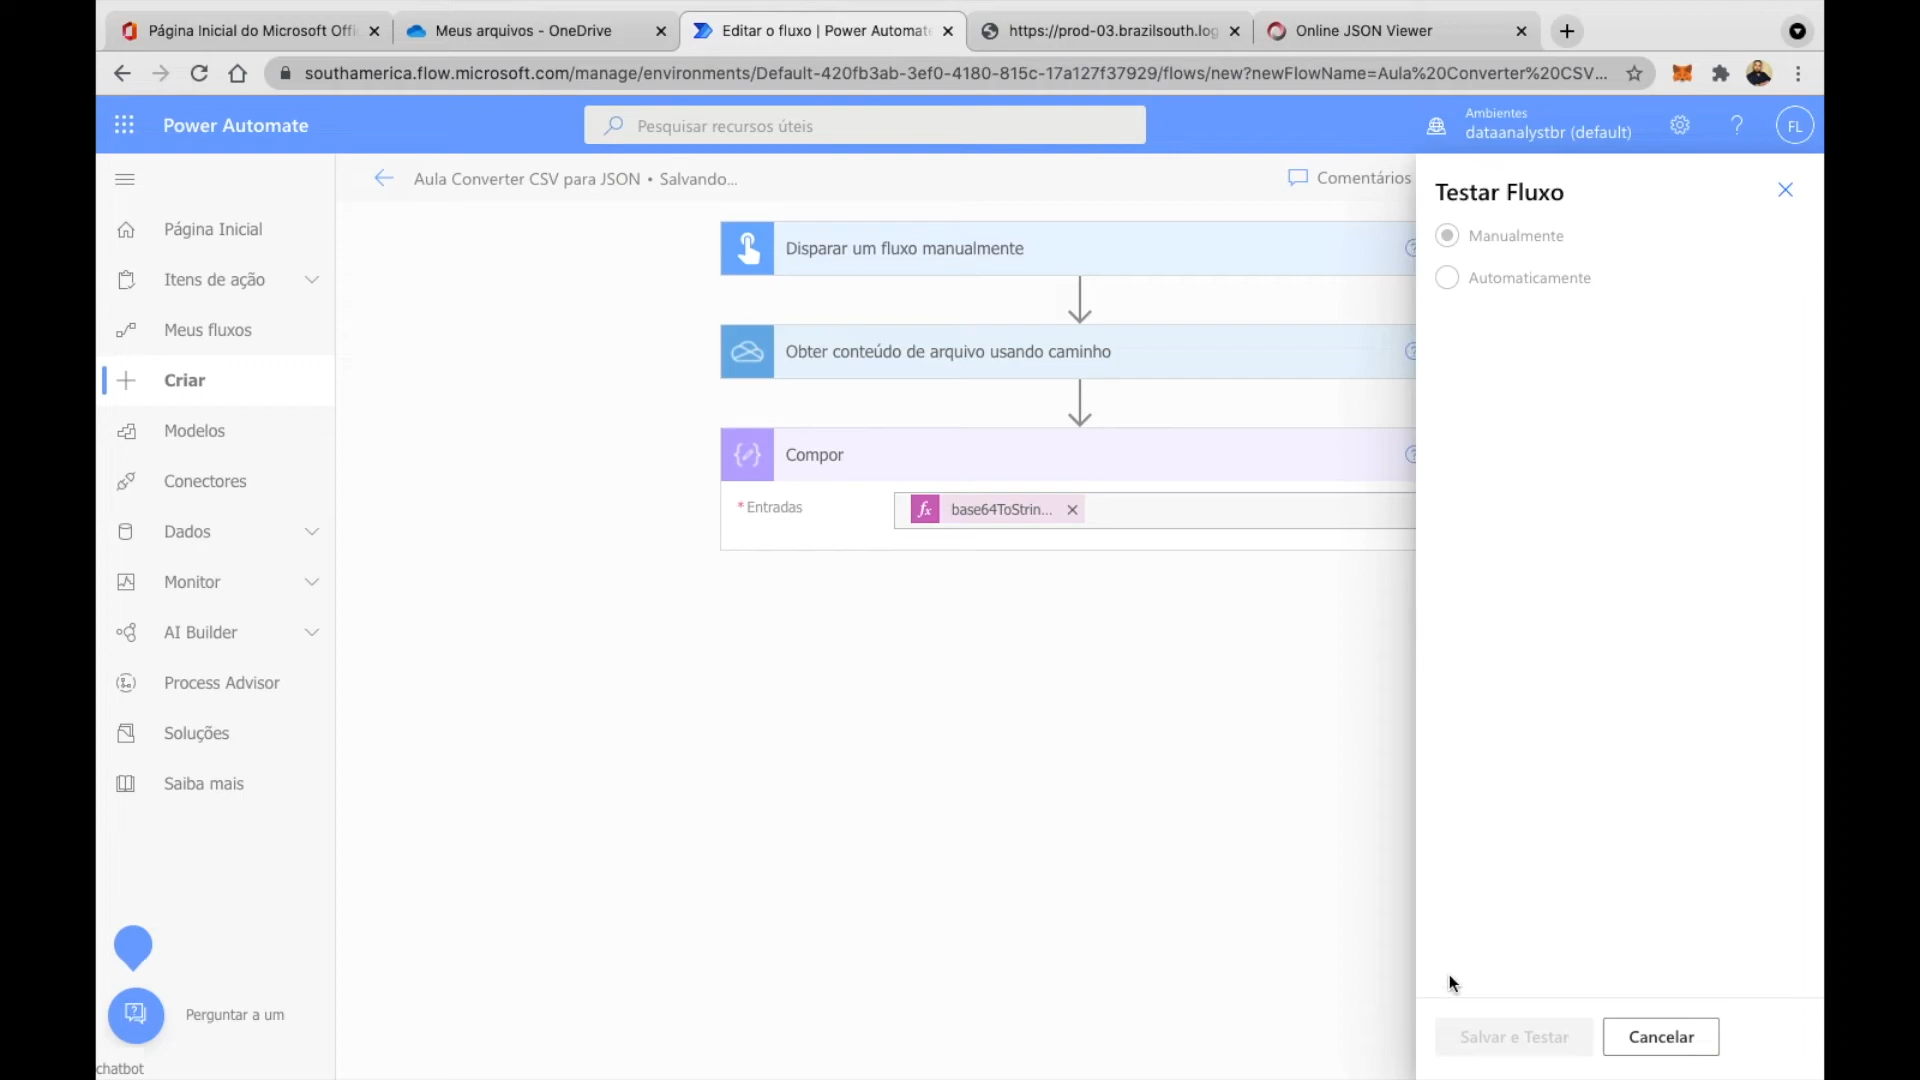 Página Inicial do Microsoft Offi
Meus arquivos - OneDrive
Editar o fluxo | Power Automate
https://prod-03.brazilsouth.log
Online JSON Viewer
southamerica.flow.microsoft.com/manage/environments/Default-420fb3ab-3ef0-4180-815c-17a127f37929/flows/new?newFlowName=Aula%20Converter%20CSV...
Power Automate
Pesquisar recursos úteis
Ambientes
dataanalystbr (default)
FL
Aula Converter CSV para JSON • Salvando...
Comentários
Página Inicial
Itens de ação
Meus fluxos
Criar
Modelos
Conectores
Dados
Monitor
AI Builder
Process Advisor
Soluções
Saiba mais
Perguntar a um
chatbot
Disparar um fluxo manualmente
Obter conteúdo de arquivo usando caminho
Compor
*Entradas
fx base64ToStrin...
Testar Fluxo
Manualmente
Automaticamente
Salvar e Testar
Cancelar